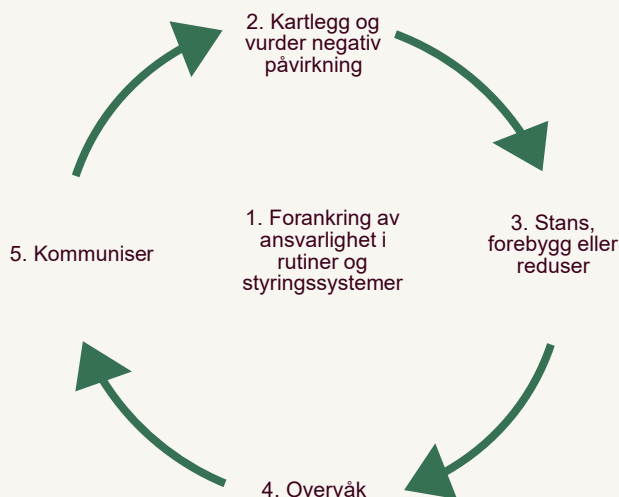 2. Kartlegg og
vurder negativ
påvirkning
1. Forankring av
ansvarlighet i
rutiner og
styringssystemer
3. Stans,
forebygg eller
reduser
5. Kommuniser
4. Overvåk